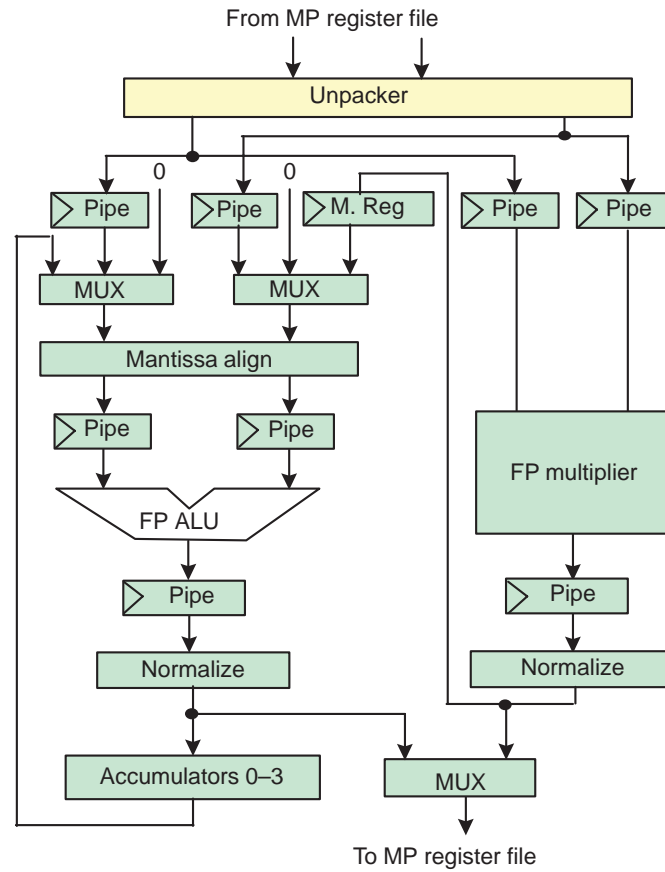 From MP register file
Unpacker
0
0
Pipe
Pipe
M. Reg
Pipe
Pipe
MUX
MUX
Mantissa align
Pipe
Pipe
FP multiplier
FP ALU
Pipe
Pipe
Normalize
Normalize
Accumulators 0–3
MUX
To MP register file